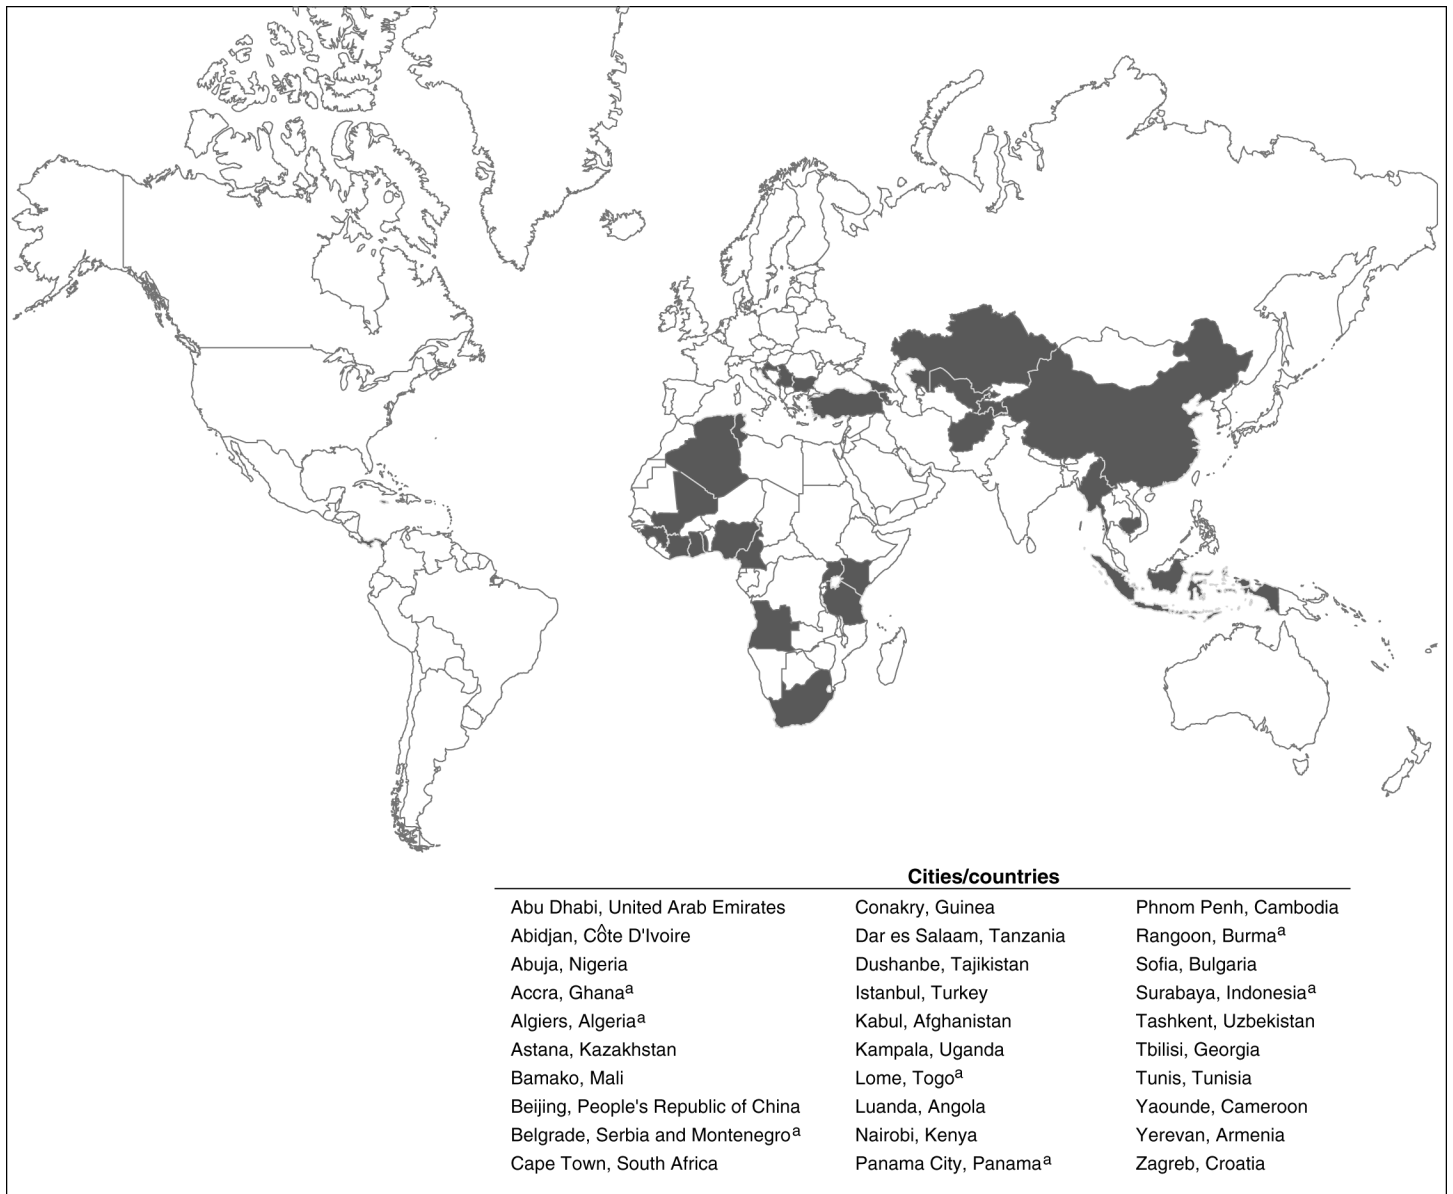 Cities/countries
Abu Dhabi, United Arab Emirates
Abidjan, Côte D'Ivoire
Abuja, Nigeria
Accra, Ghanaa
Algiers, Algeriaa
Astana, Kazakhstan
Bamako, Mali
Beijing, People's Republic of China
Belgrade, Serbia and Montenegroa
Cape Town, South Africa
Conakry, Guinea
Dar es Salaam, Tanzania
Dushanbe, Tajikistan
Istanbul, Turkey
Kabul, Afghanistan
Kampala, Uganda
Lome, Togoa
Luanda, Angola
Nairobi, Kenya
Panama City, Panamaa
Phnom Penh, Cambodia
Rangoon, Burmaa
Sofia, Bulgaria
Surabaya, Indonesiaa
Tashkent, Uzbekistan
Tbilisi, Georgia
Tunis, Tunisia
Yaounde, Cameroon
Yerevan, Armenia
Zagreb, Croatia